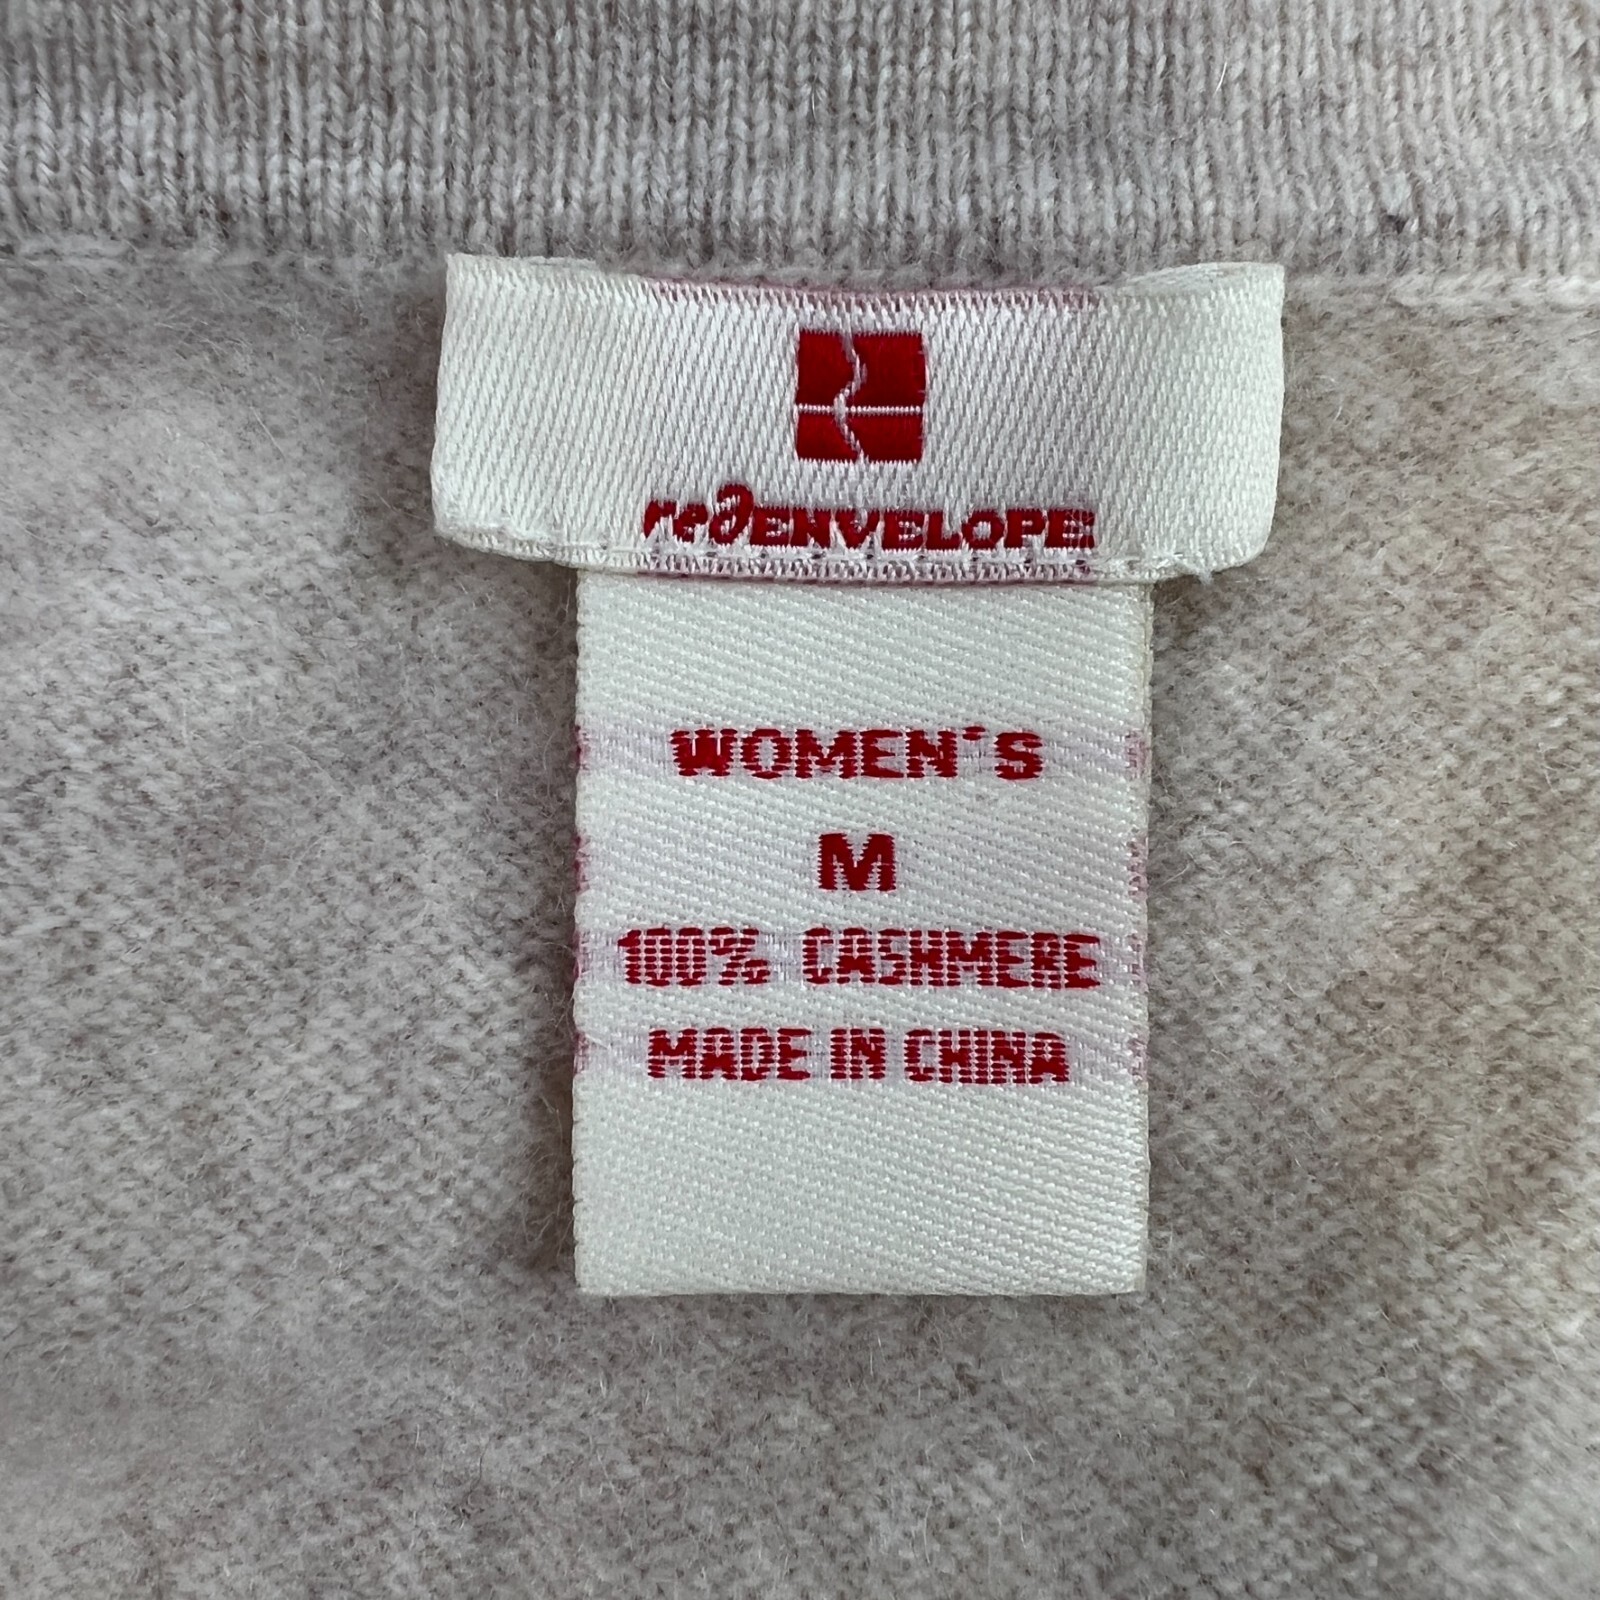 redENVELOPE
WOMEN'S
M
100% CASHMERE
MADE IN CHINA